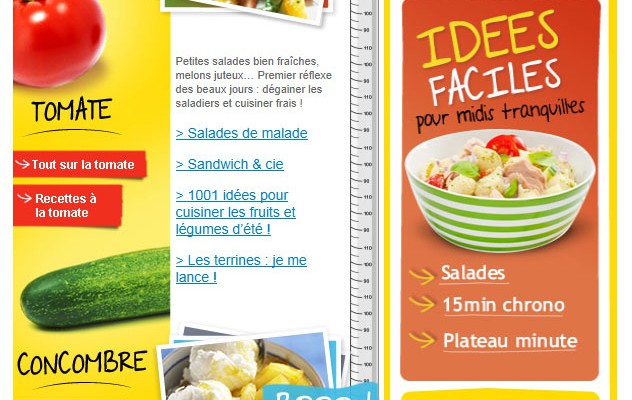 TOMATE
Tout sur la tomate
Recettes à
la tomate
CONCOMBRE
Petites salades bien fraîches,
melons juteux... Premier réflexe
des beaux jours : dégainer les
saladiers et cuisiner frais !
> Salades de malade
> Sandwich & cie
> 1001 idées pour
cuisiner les fruits et
légumes d'été !
> Les terrines : je me
lance !
IDEES
FACILES
pour midis tranquilles
Salades
15min chrono
Plateau minute